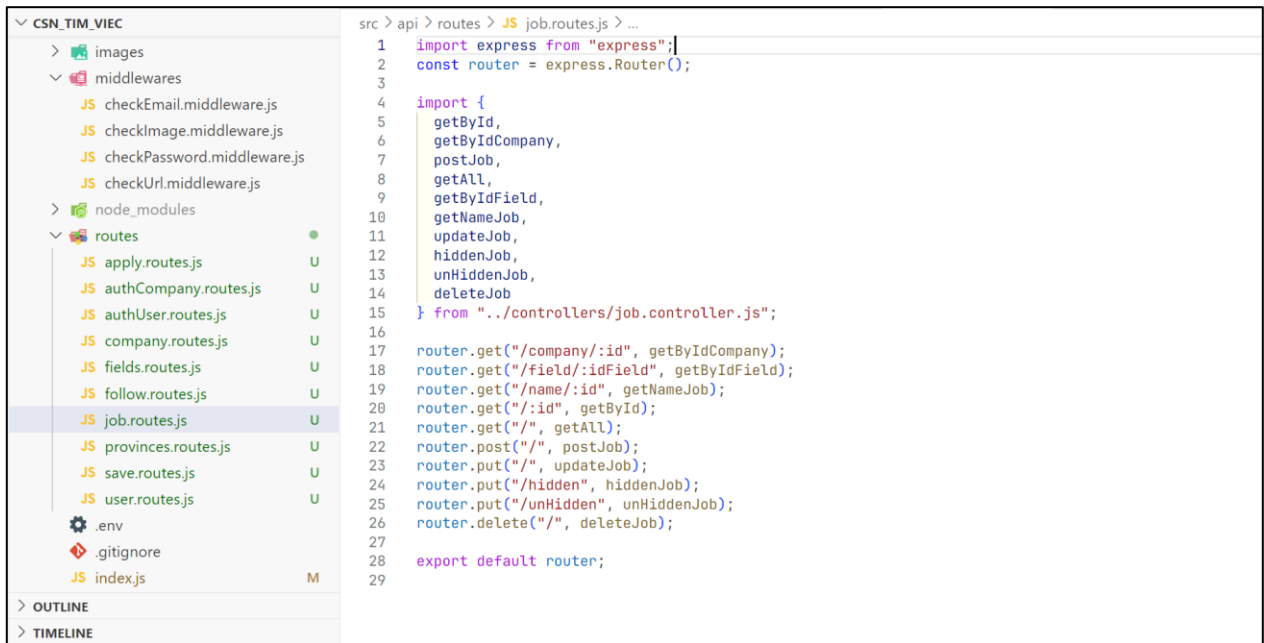 CSN_TIM_VIEC
images
middlewares
JS checkEmail.middleware.js
JS checkImage.middleware.js
JS checkPassword.middleware.js
JS checkUrl.middleware.js
node_modules
routes
JS apply.routes.js U
JS authCompany.routes.js U
JS authUser.routes.js U
JS company.routes.js U
JS fields.routes.js U
JS follow.routes.js U
JS job.routes.js U
JS provinces.routes.js U
JS save.routes.js U
JS user.routes.js U
.env
.gitignore
JS index.js M
OUTLINE
TIMELINE
src > api > routes > JS job.routes.js > ...
1 import express from "express";
2 const router = express.Router();
3
4 import {
5   getById,
6   getByIdCompany,
7   postJob,
8   getAll,
9   getByIdField,
10   getNameJob,
11   updateJob,
12   hiddenJob,
13   unHiddenJob,
14   deleteJob
15 } from "../controllers/job.controller.js";
16
17 router.get("/company/:id", getByIdCompany);
18 router.get("/field/:idField", getByIdField);
19 router.get("/name/:id", getNameJob);
20 router.get("/:id", getById);
21 router.get("/", getAll);
22 router.post("/", postJob);
23 router.put("/", updateJob);
24 router.put("/hidden", hiddenJob);
25 router.put("/unHidden", unHiddenJob);
26 router.delete("/", deleteJob);
27
28 export default router;
29